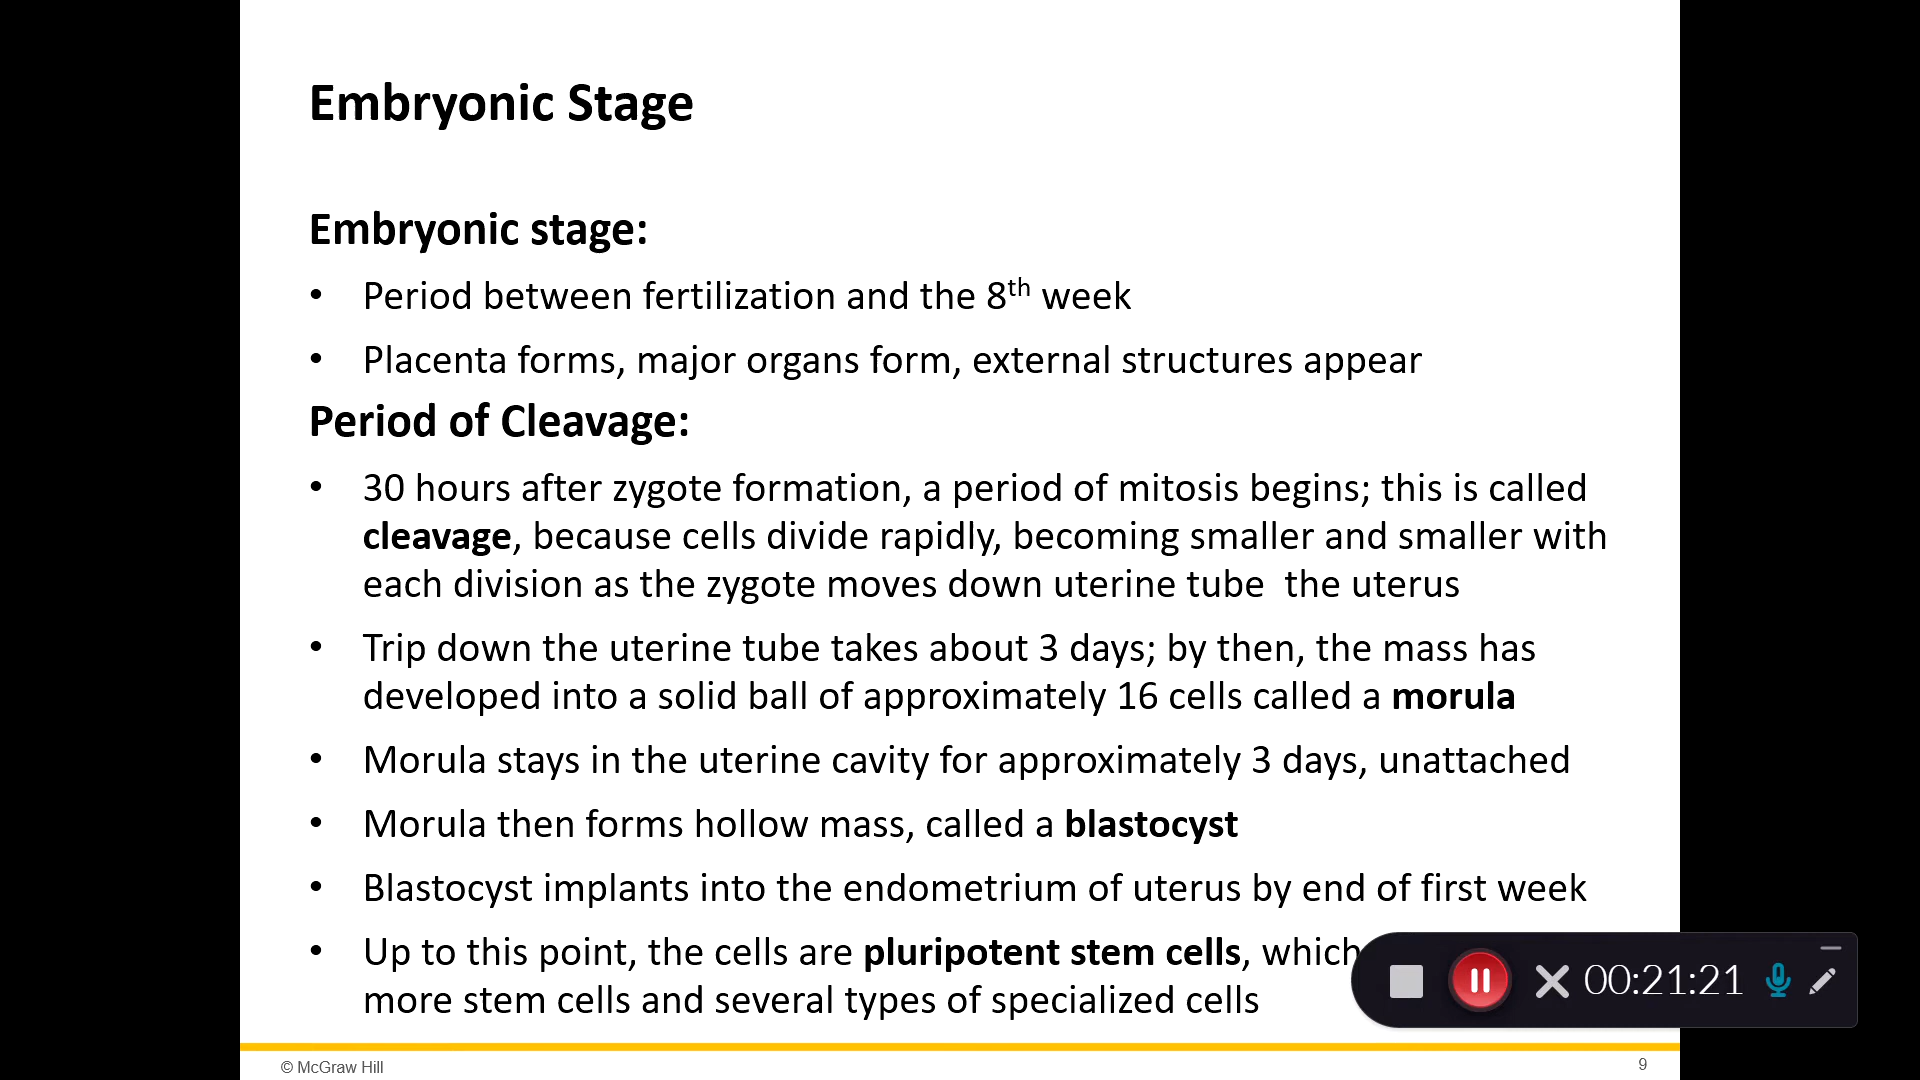 Embryonic Stage
Embryonic stage:
• Period between fertilization and the 8th week
• Placenta forms, major organs form, external structures appear
Period of Cleavage:
• 30 hours after zygote formation, a period of mitosis begins; this is called
cleavage, because cells divide rapidly, becoming smaller and smaller with
each division as the zygote moves down uterine tube  the uterus
• Trip down the uterine tube takes about 3 days; by then, the mass has
developed into a solid ball of approximately 16 cells called a morula
• Morula stays in the uterine cavity for approximately 3 days, unattached
• Morula then forms hollow mass, called a blastocyst
• Blastocyst implants into the endometrium of uterus by end of first week
• Up to this point, the cells are pluripotent stem cells, which
more stem cells and several types of specialized cells
00:21:21
© McGraw Hill
9